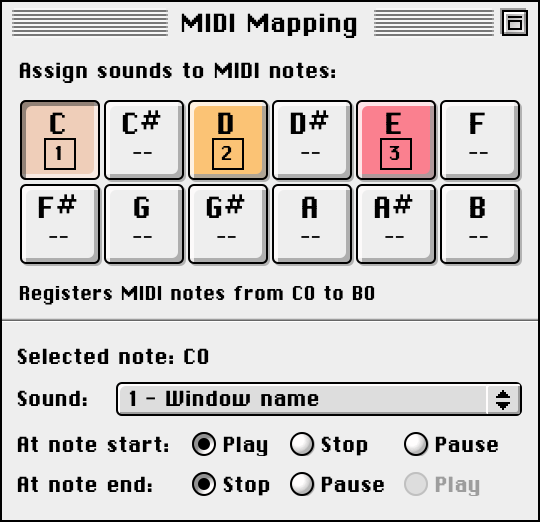 MIDI Mapping
Assign sounds to MIDI notes:
C C# D D# E F
1 -- 2 -- 3 --
F# G G# A A# B
-- -- -- -- -- --
Registers MIDI notes from C0 to B0
Selected note: C0
Sound: 1 - Window name
At note start: Play Stop Pause
At note end: Stop Pause Play